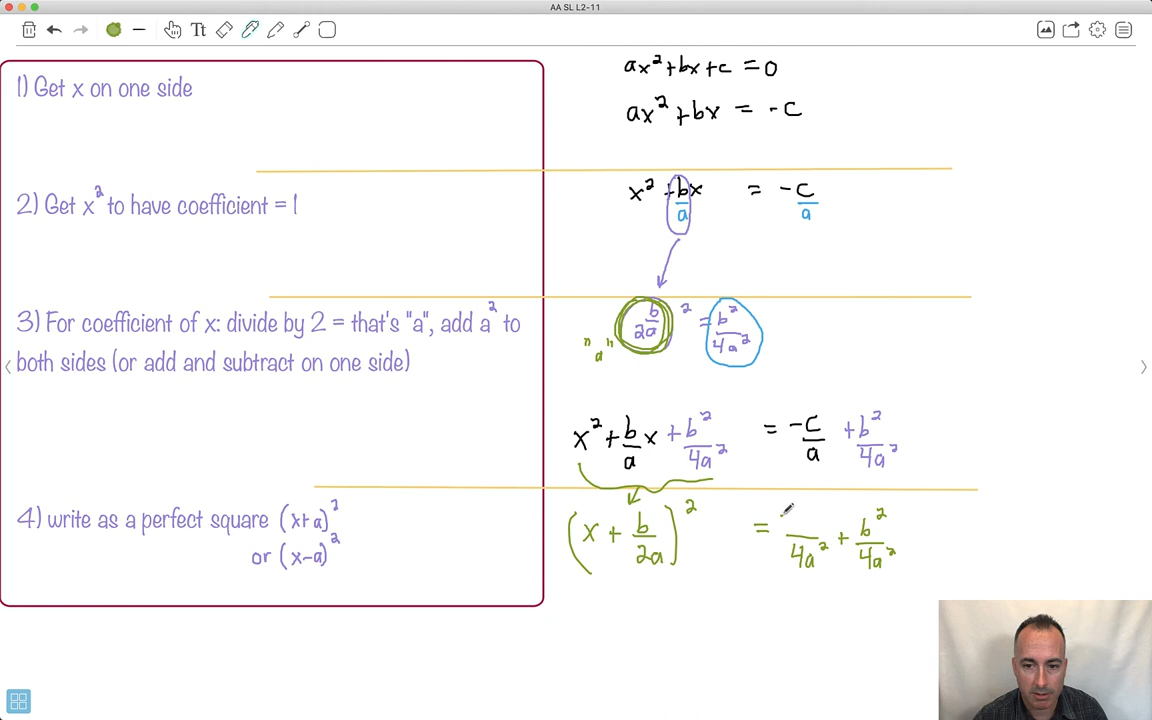 AA SL L2-11
Tt
1) Get x on one side
ax² + bx + c = 0
ax² + bx = -c
2) Get x² to have coefficient = 1
x² + b/a x = -c/a
3) For coefficient of x: divide by 2 = that's "a", add a² to
both sides (or add and subtract on one side)
"a" b/2a ² = b²/4a²
x² + b/a x + b²/4a² = -c/a + b²/4a²
4) write as a perfect square (x+a)²
or (x-a)²
(x + b/2a)² = /4a² + b²/4a²